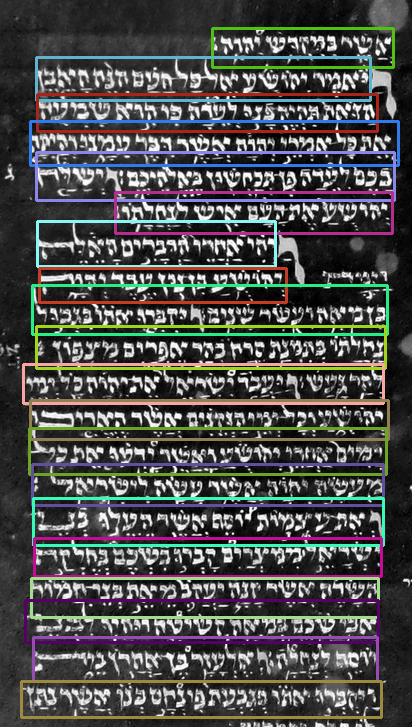 אשר במקדש יהוה
ויאמר יהושע אל כל העם הנה האבן
הזאת תהיה בנו לעדה כי היא שמעה
את כל אמרי יהוה אשר דבר עמנו והיתה
בכם לעדה פן תכחשון באלהיכם וישלח
יהושע את העם איש לנחלתו
ויהי אחרי הדברים האלה
וימת יהושע בן נון עבד יהוה
בן מאה ועשר שנים ויקברו אתו בגבול
נחלתו בתמנת סרח בהר אפרים מצפון
להר געש ויעבד ישראל את יהוה כל ימי
יהושע וכל ימי הזקנים אשר האריכו
ימים אחרי יהושע ואשר ידעו את כל
מעשה יהוה אשר עשה לישראל
ואת עצמות יוסף אשר העלו בני
ישראל ממצרים קברו בשכם בחלקת
השדה אשר קנה יעקב מאת בני חמור
אבי שכם במאה קשיטה ויהיו לבני
יוסף לנחלה ואלעזר בן אהרן מת
ויקברו אתו בגבעת פינחס בנו אשר נתן